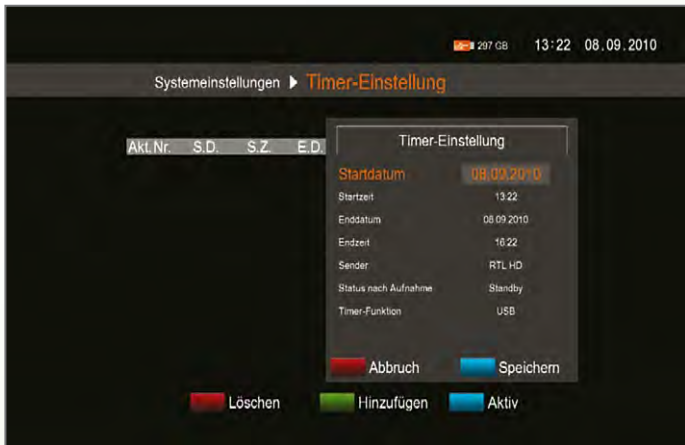 297 GB 13:22 08.09.2010
Systemeinstellungen Timer-Einstellung
Akt.Nr. S.D. S.Z. E.D.
Timer-Einstellung
Startdatum 08.09.2010
Startzeit 13:22
Enddatum 08.09.2010
Endzeit 16:22
Sender RTL HD
Status nach Aufnahme Standby
Timer-Funktion USB
Abbruch Speichern
Löschen Hinzufügen Aktiv